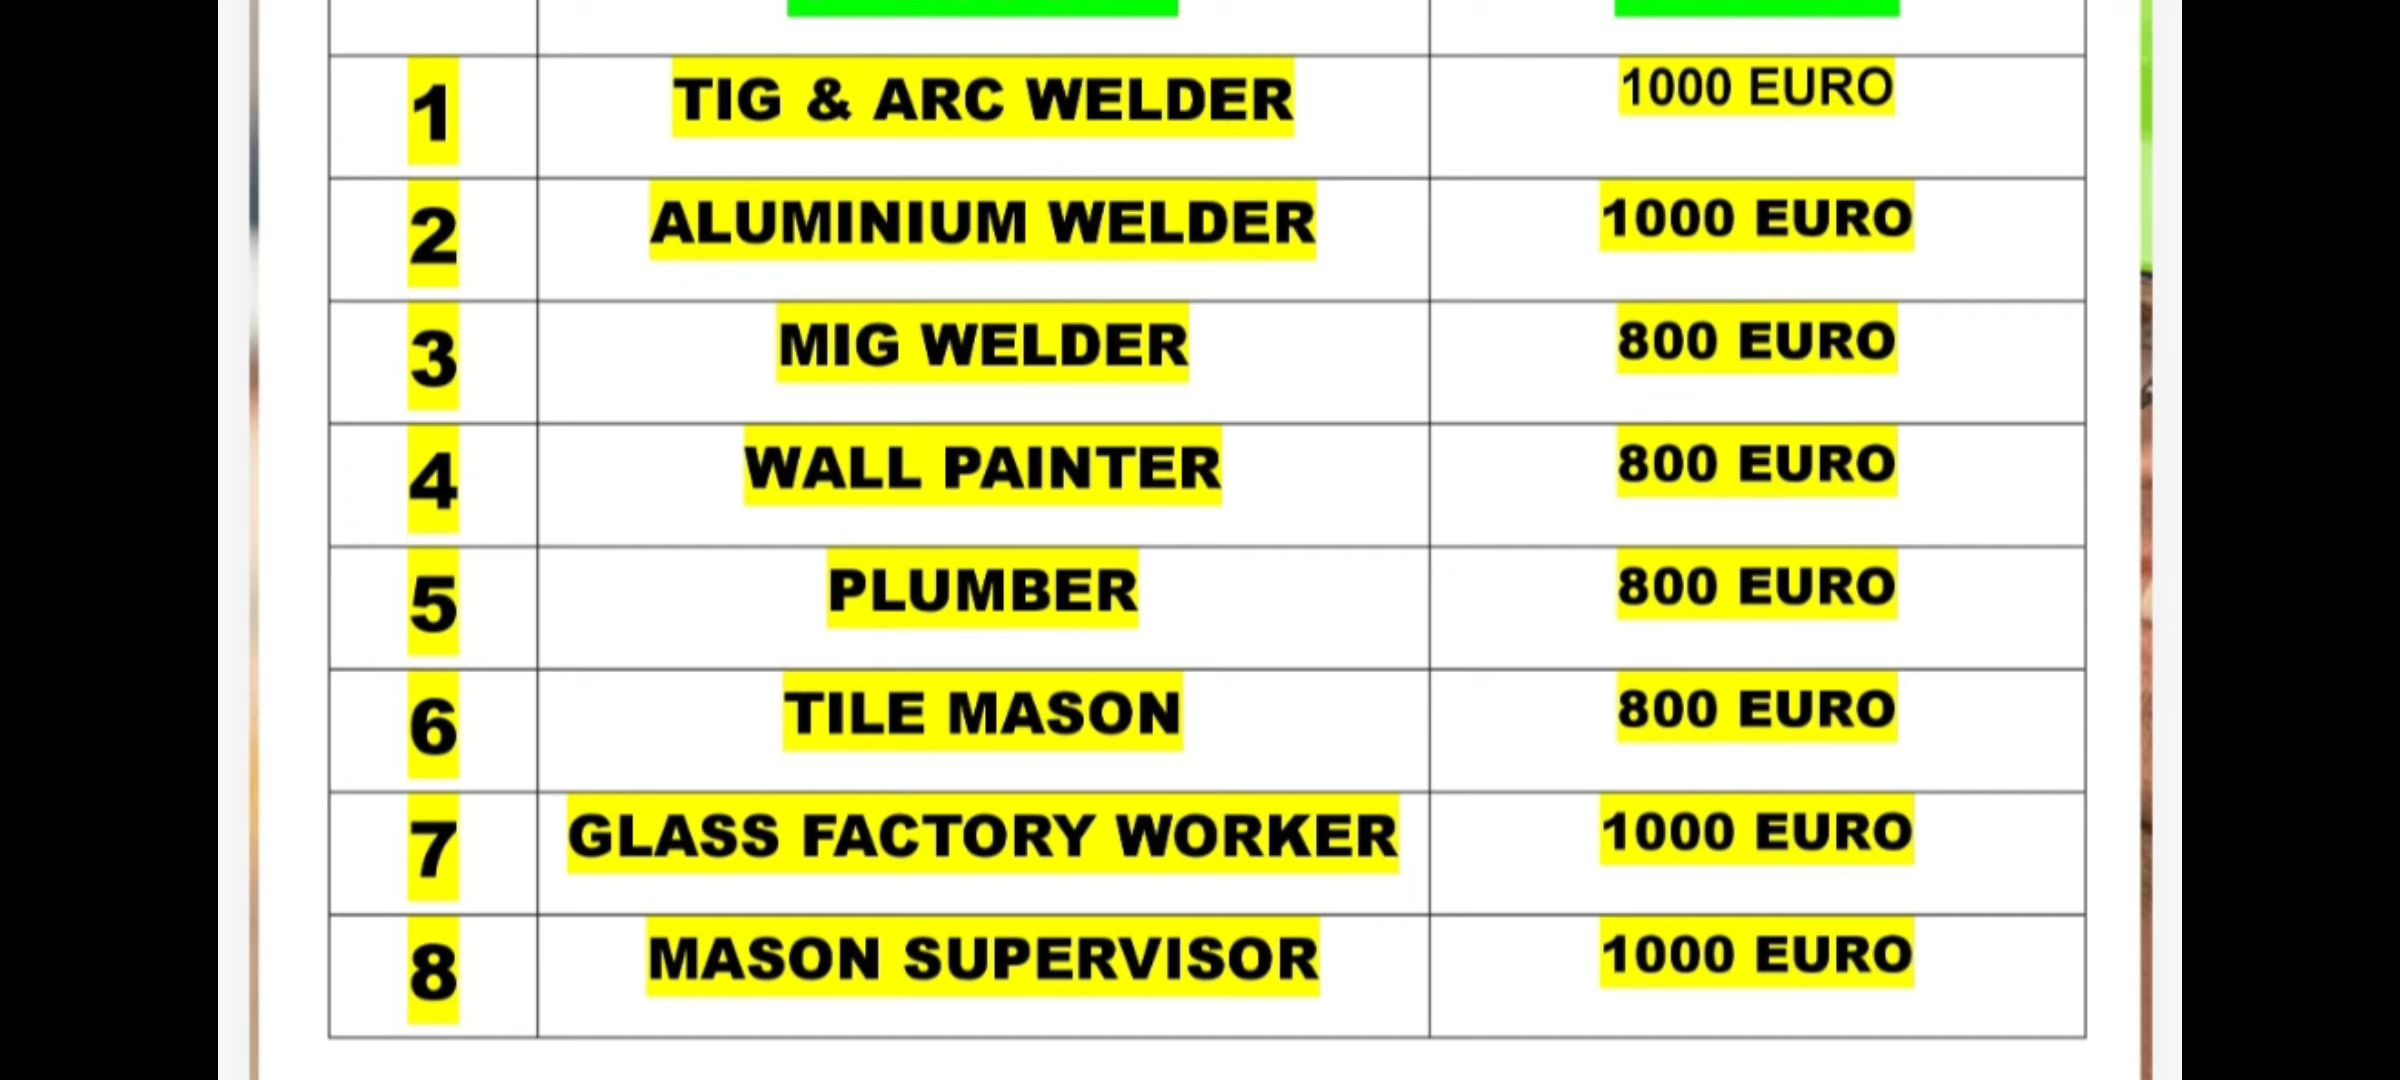 1 TIG & ARC WELDER 1000 EURO
2 ALUMINIUM WELDER 1000 EURO
3 MIG WELDER 800 EURO
4 WALL PAINTER 800 EURO
5 PLUMBER 800 EURO
6 TILE MASON 800 EURO
7 GLASS FACTORY WORKER 1000 EURO
8 MASON SUPERVISOR 1000 EURO